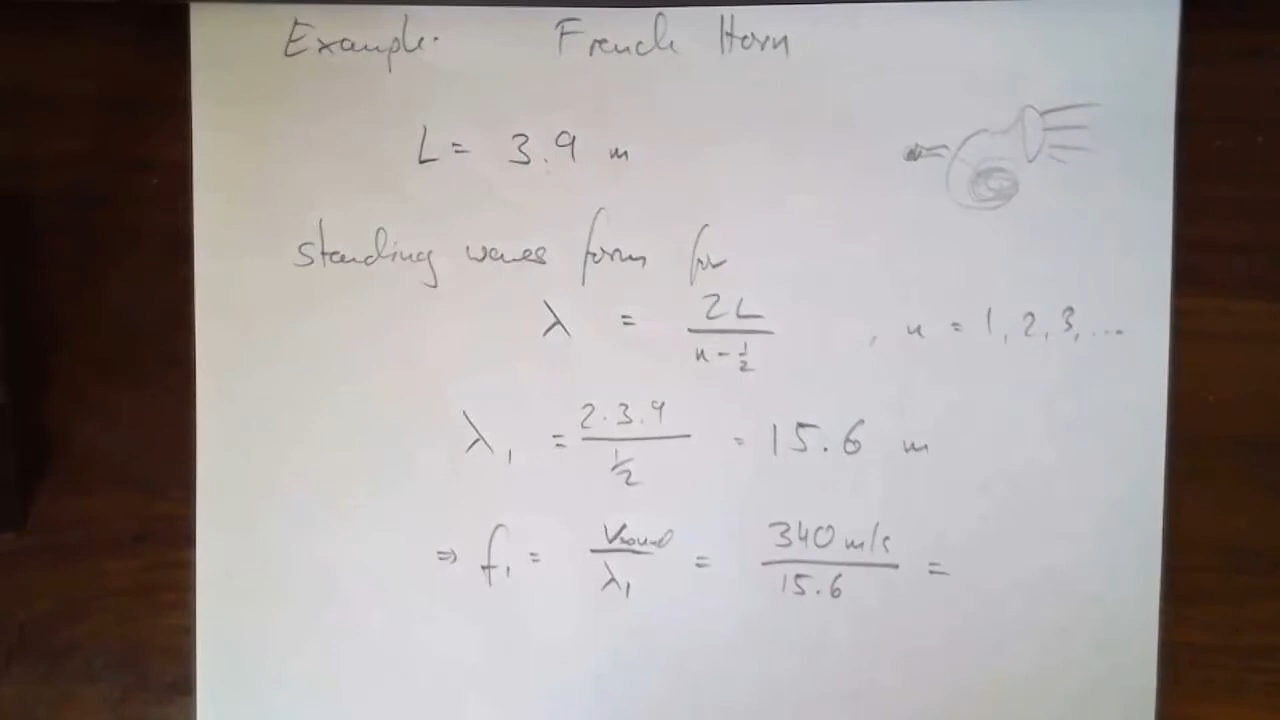 Example. French Horn
L = 3.9 m
standing waves form for
λ = 2L / (n - 1/2) , n = 1, 2, 3, ...
λ₁ = 2·3.9 / (1/2) = 15.6 m
⇒ f₁ = Vsound / λ₁ = 340 m/s / 15.6 =